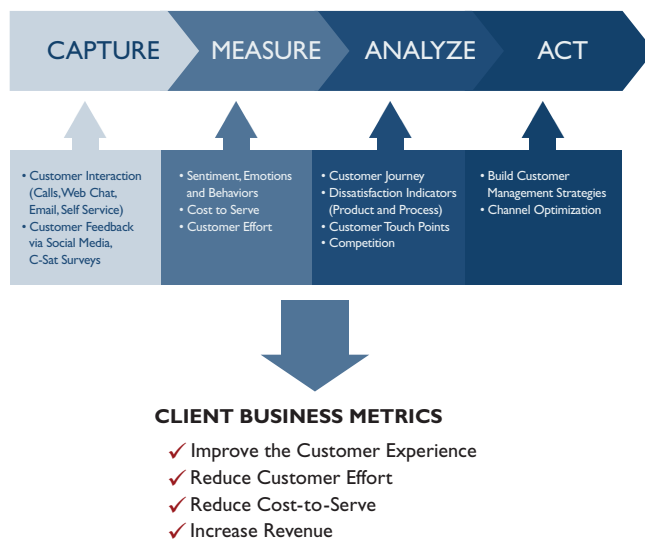 CAPTURE
MEASURE
ANALYZE
ACT
• Customer Interaction
(Calls, Web Chat,
Email, Self Service)
• Customer Feedback
via Social Media,
C-Sat Surveys
• Sentiment, Emotions
and Behaviors
• Cost to Serve
• Customer Effort
• Customer Journey
• Dissatisfaction Indicators
(Product and Process)
• Customer Touch Points
• Competition
• Build Customer
Management Strategies
• Channel Optimization
CLIENT BUSINESS METRICS
✓ Improve the Customer Experience
✓ Reduce Customer Effort
✓ Reduce Cost-to-Serve
✓ Increase Revenue